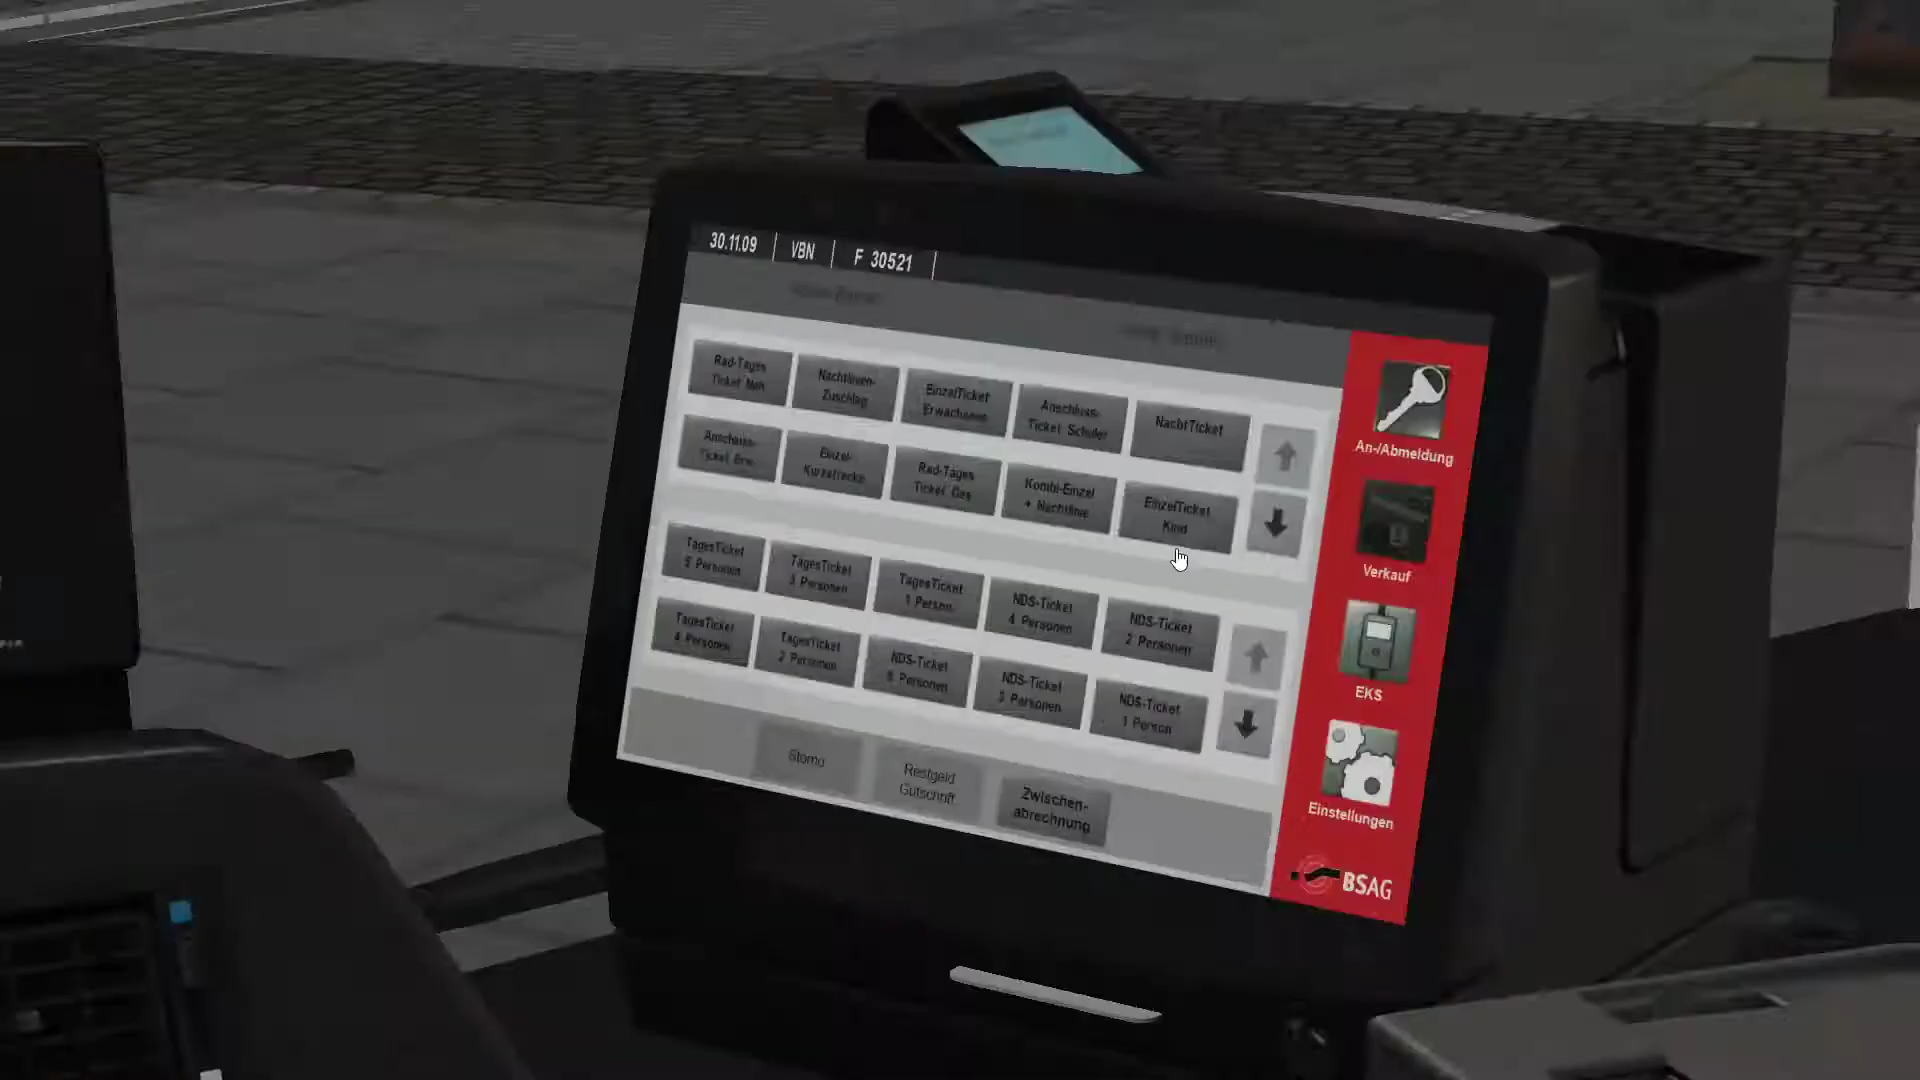 30.11.09 VBN F 30521
Rad-Tages
Nachtlinien-
Zuschlag
EinzelTicket
Erwachsene
Anschluss-
Ticket Schüler
NachtTicket
Anschluss-
Ticket Erw.
Einzel-
Kurzstrecke
Rad-Tages
Ticket Ges
Kombi-Einzel
+ Nachtlinie
EinzelTicket
Kind
TagesTicket
5 Personen
TagesTicket
3 Personen
TagesTicket
1 Person
NDS-Ticket
4 Personen
NDS-Ticket
2 Personen
TagesTicket
4 Personen
TagesTicket
2 Personen
NDS-Ticket
Personen
NDS-Ticket
3 Personen
NDS-Ticket
1 Person
Storno
Restgeld
Gutschrift
Zwischen-
abrechnung
An-/Abmeldung
Verkauf
EKS
Einstellungen
BSAG